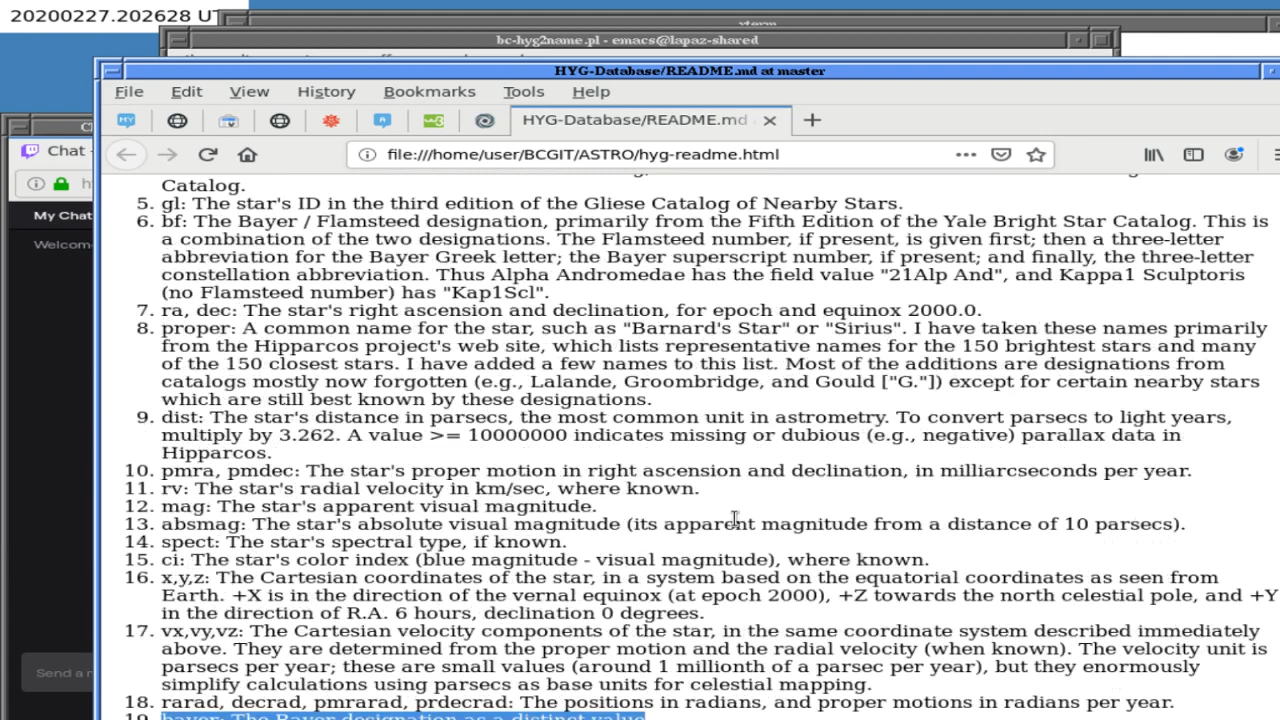 20200227.202628 UT
xterm
bc-hyg2name.pl - emacs@lapaz-shared
HYG-Database/README.md at master
File Edit View History Bookmarks Tools Help
HYG-Database/README.md
file:///home/user/BCGIT/ASTRO/hyg-readme.html
Chat
My Chat
Welcom
Send a m
Catalog.
5. gl: The star's ID in the third edition of the Gliese Catalog of Nearby Stars.
6. bf: The Bayer / Flamsteed designation, primarily from the Fifth Edition of the Yale Bright Star Catalog. This is
a combination of the two designations. The Flamsteed number, if present, is given first; then a three-letter
abbreviation for the Bayer Greek letter; the Bayer superscript number, if present; and finally, the three-letter
constellation abbreviation. Thus Alpha Andromedae has the field value "21Alp And", and Kappa1 Sculptoris
(no Flamsteed number) has "Kap1Scl".
7. ra, dec: The star's right ascension and declination, for epoch and equinox 2000.0.
8. proper: A common name for the star, such as "Barnard's Star" or "Sirius". I have taken these names primarily
from the Hipparcos project's web site, which lists representative names for the 150 brightest stars and many
of the 150 closest stars. I have added a few names to this list. Most of the additions are designations from
catalogs mostly now forgotten (e.g., Lalande, Groombridge, and Gould ["G."]) except for certain nearby stars
which are still best known by these designations.
9. dist: The star's distance in parsecs, the most common unit in astrometry. To convert parsecs to light years,
multiply by 3.262. A value >= 10000000 indicates missing or dubious (e.g., negative) parallax data in
Hipparcos.
10. pmra, pmdec: The star's proper motion in right ascension and declination, in milliarcseconds per year.
11. rv: The star's radial velocity in km/sec, where known.
12. mag: The star's apparent visual magnitude.
13. absmag: The star's absolute visual magnitude (its apparent magnitude from a distance of 10 parsecs).
14. spect: The star's spectral type, if known.
15. ci: The star's color index (blue magnitude - visual magnitude), where known.
16. x,y,z: The Cartesian coordinates of the star, in a system based on the equatorial coordinates as seen from
Earth. +X is in the direction of the vernal equinox (at epoch 2000), +Z towards the north celestial pole, and +Y
in the direction of R.A. 6 hours, declination 0 degrees.
17. vx,vy,vz: The Cartesian velocity components of the star, in the same coordinate system described immediately
above. They are determined from the proper motion and the radial velocity (when known). The velocity unit is
parsecs per year; these are small values (around 1 millionth of a parsec per year), but they enormously
simplify calculations using parsecs as base units for celestial mapping.
18. rarad, decrad, pmrarad, prdecrad: The positions in radians, and proper motions in radians per year.
19. bayer: The Bayer designation as a distinct value